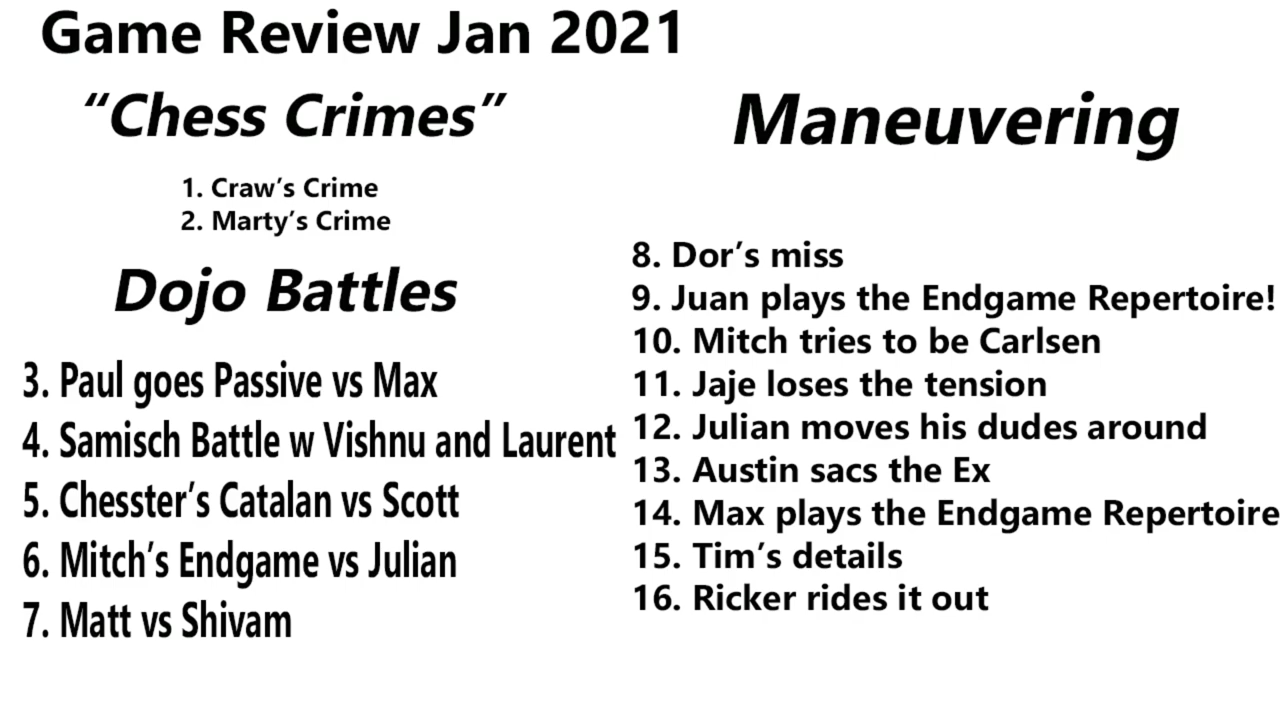 Game Review Jan 2021
“Chess Crimes”
1. Craw’s Crime
2. Marty’s Crime
Dojo Battles
3. Paul goes Passive vs Max
4. Samisch Battle w Vishnu and Laurent
5. Chesster’s Catalan vs Scott
6. Mitch’s Endgame vs Julian
7. Matt vs Shivam
Maneuvering
8. Dor’s miss
9. Juan plays the Endgame Repertoire!
10. Mitch tries to be Carlsen
11. Jaje loses the tension
12. Julian moves his dudes around
13. Austin sacs the Ex
14. Max plays the Endgame Repertoire
15. Tim’s details
16. Ricker rides it out